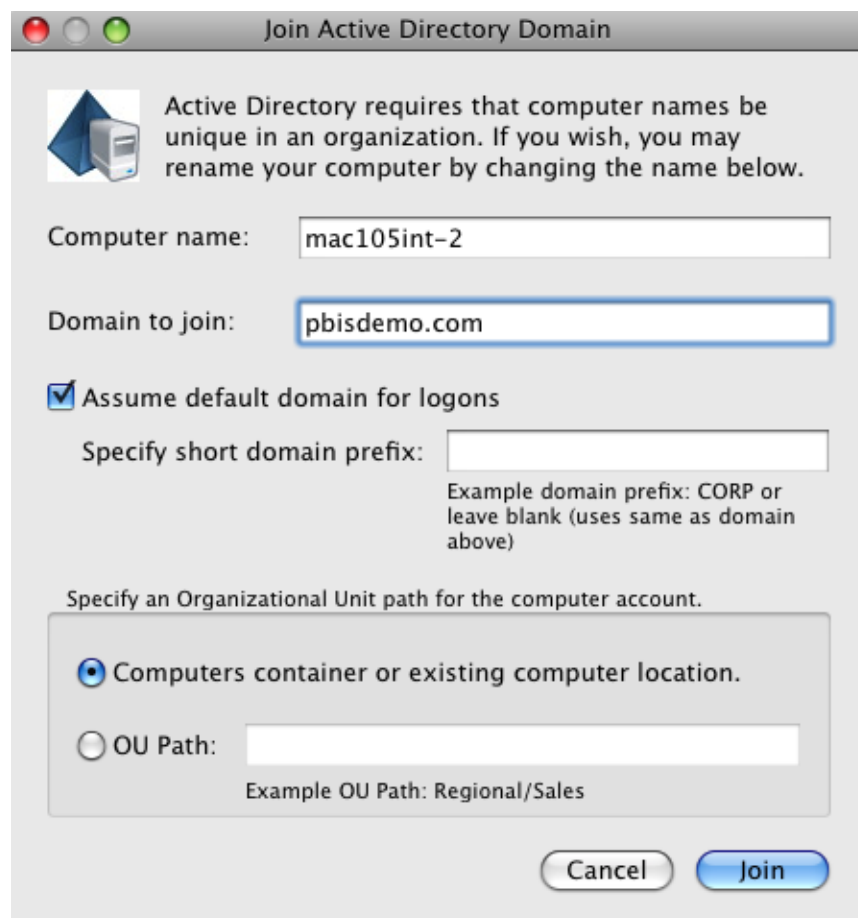 Join Active Directory Domain
Active Directory requires that computer names be
unique in an organization. If you wish, you may
rename your computer by changing the name below.
Computer name: mac105int-2
Domain to join: pbisdemo.com
Assume default domain for logons
Specify short domain prefix:
Example domain prefix: CORP or
leave blank (uses same as domain
above)
Specify an Organizational Unit path for the computer account.
Computers container or existing computer location.
OU Path:
Example OU Path: Regional/Sales
Cancel Join